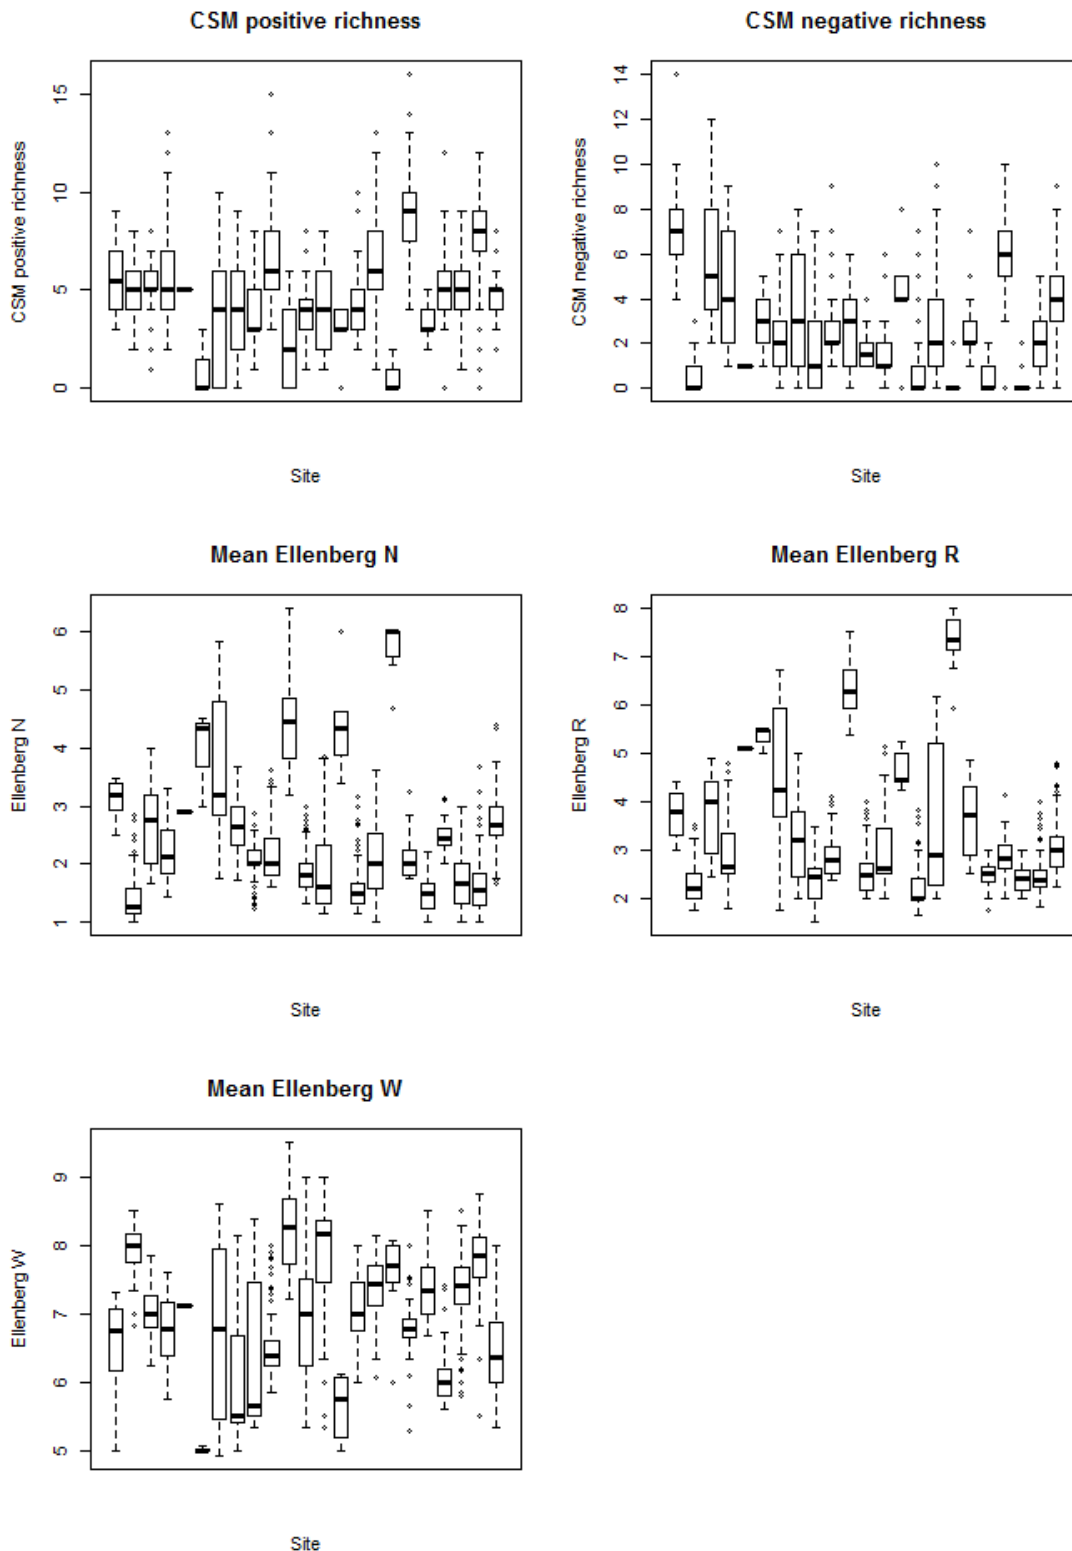 CSM positive richness
CSM positive richness
15
10
5
0
Site
CSM negative richness
CSM negative richness
14
12
10
8
6
4
2
0
Site
Mean Ellenberg N
Ellenberg N
6
5
4
3
2
1
Site
Mean Ellenberg R
Ellenberg R
8
7
6
5
4
3
2
Site
Mean Ellenberg W
Ellenberg W
9
8
7
6
5
Site